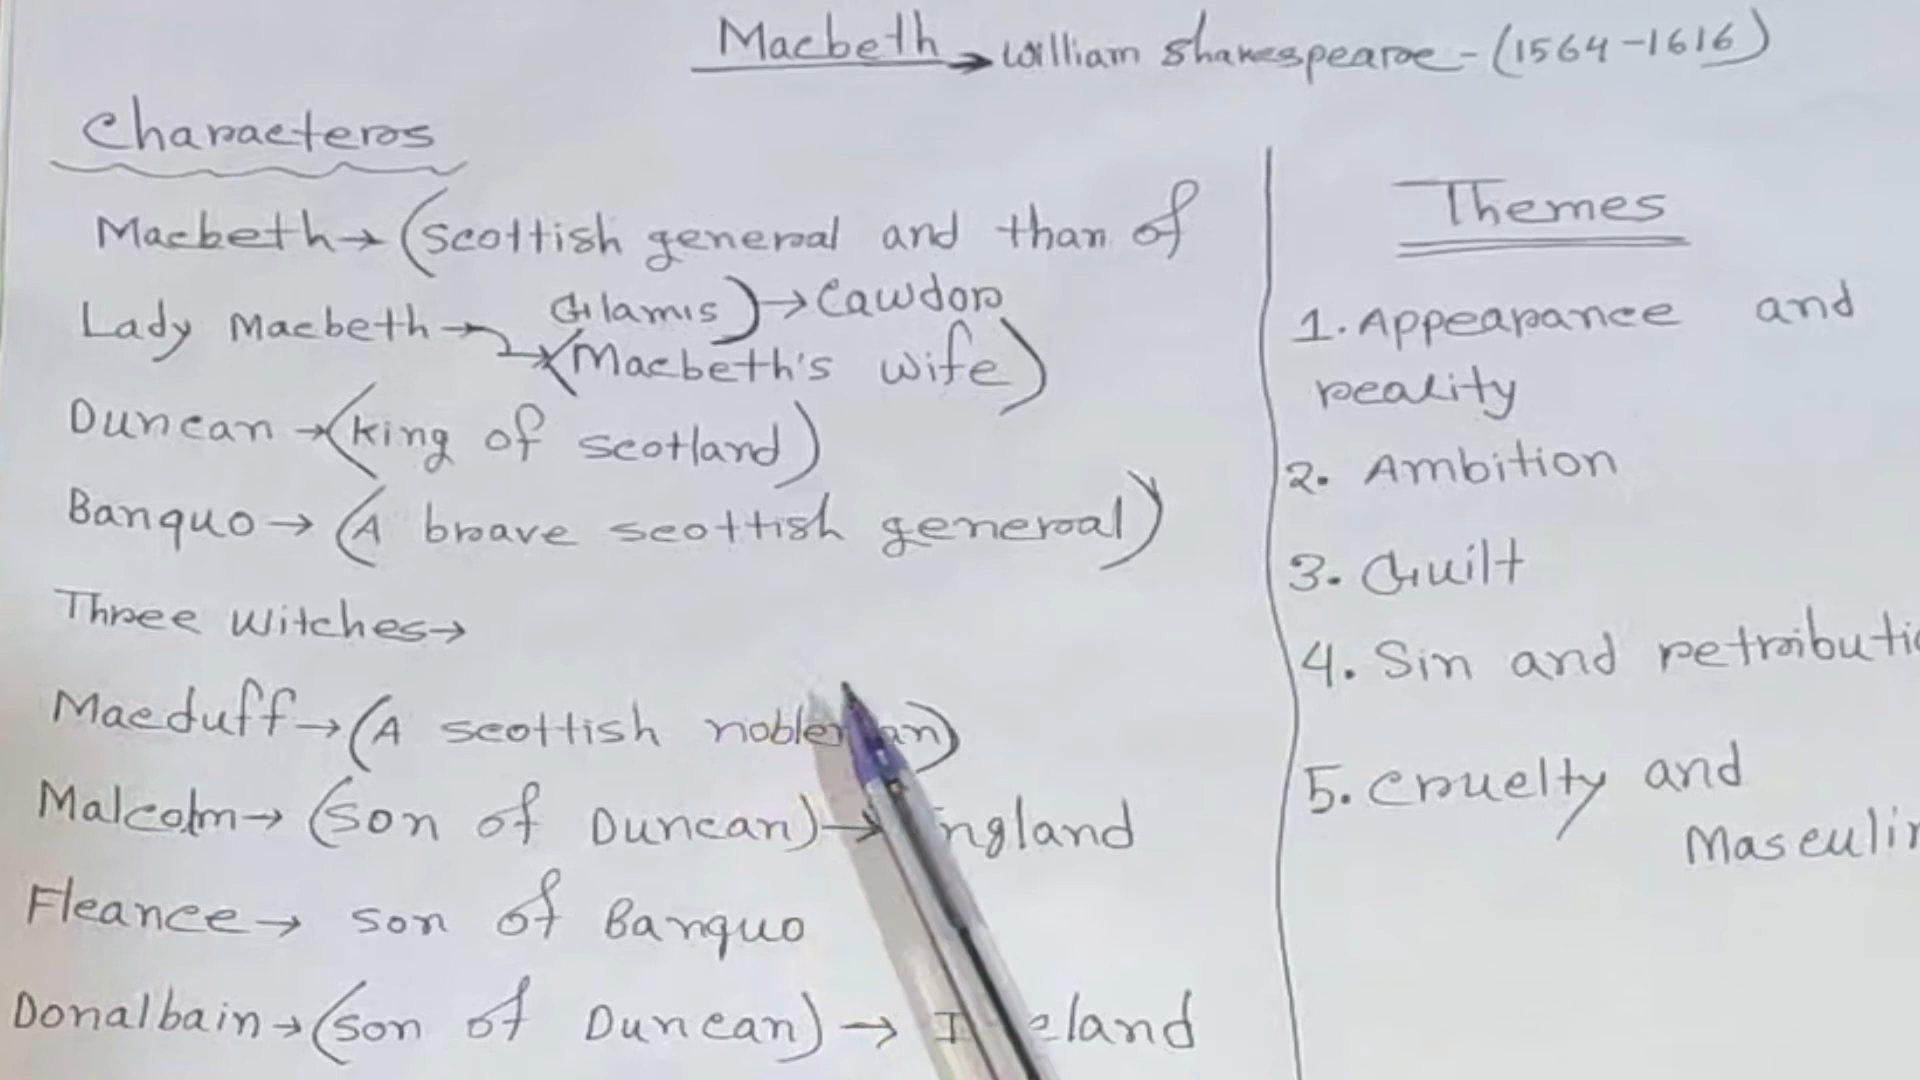 Macbeth → William Shakespeare - (1564-1616)
Characters
Macbeth → (Scottish general and than of
Glamis) → Cawdor
Lady Macbeth → (Macbeth's wife)
Duncan → (king of scotland)
Banquo → (A brave scottish general)
Three Witches →
Macduff → (A scottish nobleman)
Malcolm → (son of Duncan) → England
Fleance → son of Banquo
Donalbain → (son of Duncan) → Ireland
Themes
1. Appearance and
reality
2. Ambition
3. Guilt
4. Sin and retributi
5. Cruelty and
Masculin